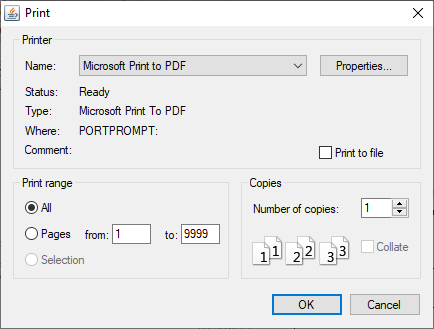 Print
Printer
Name: Microsoft Print to PDF Properties...
Status: Ready
Type: Microsoft Print To PDF
Where: PORTPROMPT:
Comment:
Print to file
Print range
All
Pages from: 1 to: 9999
Selection
Copies
Number of copies: 1
1 1 2 2 3 3
Collate
OK Cancel